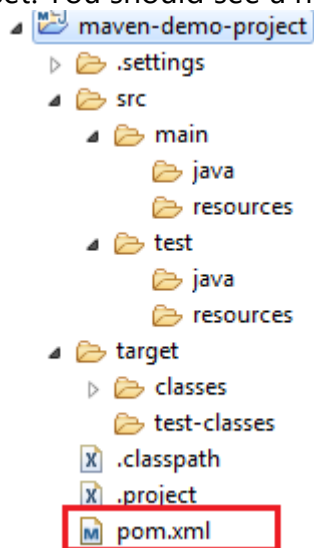 maven-demo-project
.settings
src
main
java
resources
test
java
resources
target
classes
test-classes
.classpath
.project
pom.xml